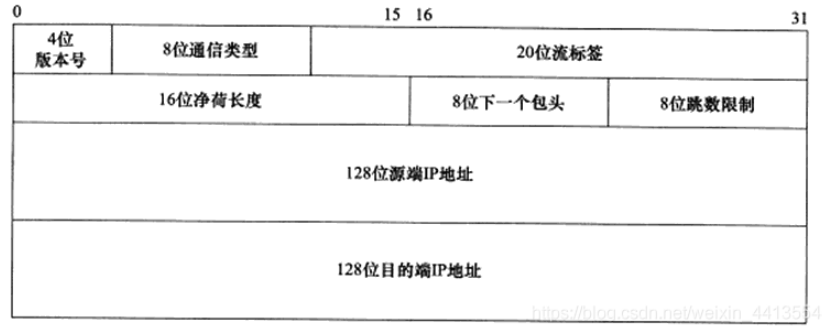 0 15 16 31
4位
版本号
8位通信类型
20位流标签
16位净荷长度
8位下一个包头
8位跳数限制
128位源端IP地址
128位目的端IP地址
https://blog.csdn.net/weixin_4413564